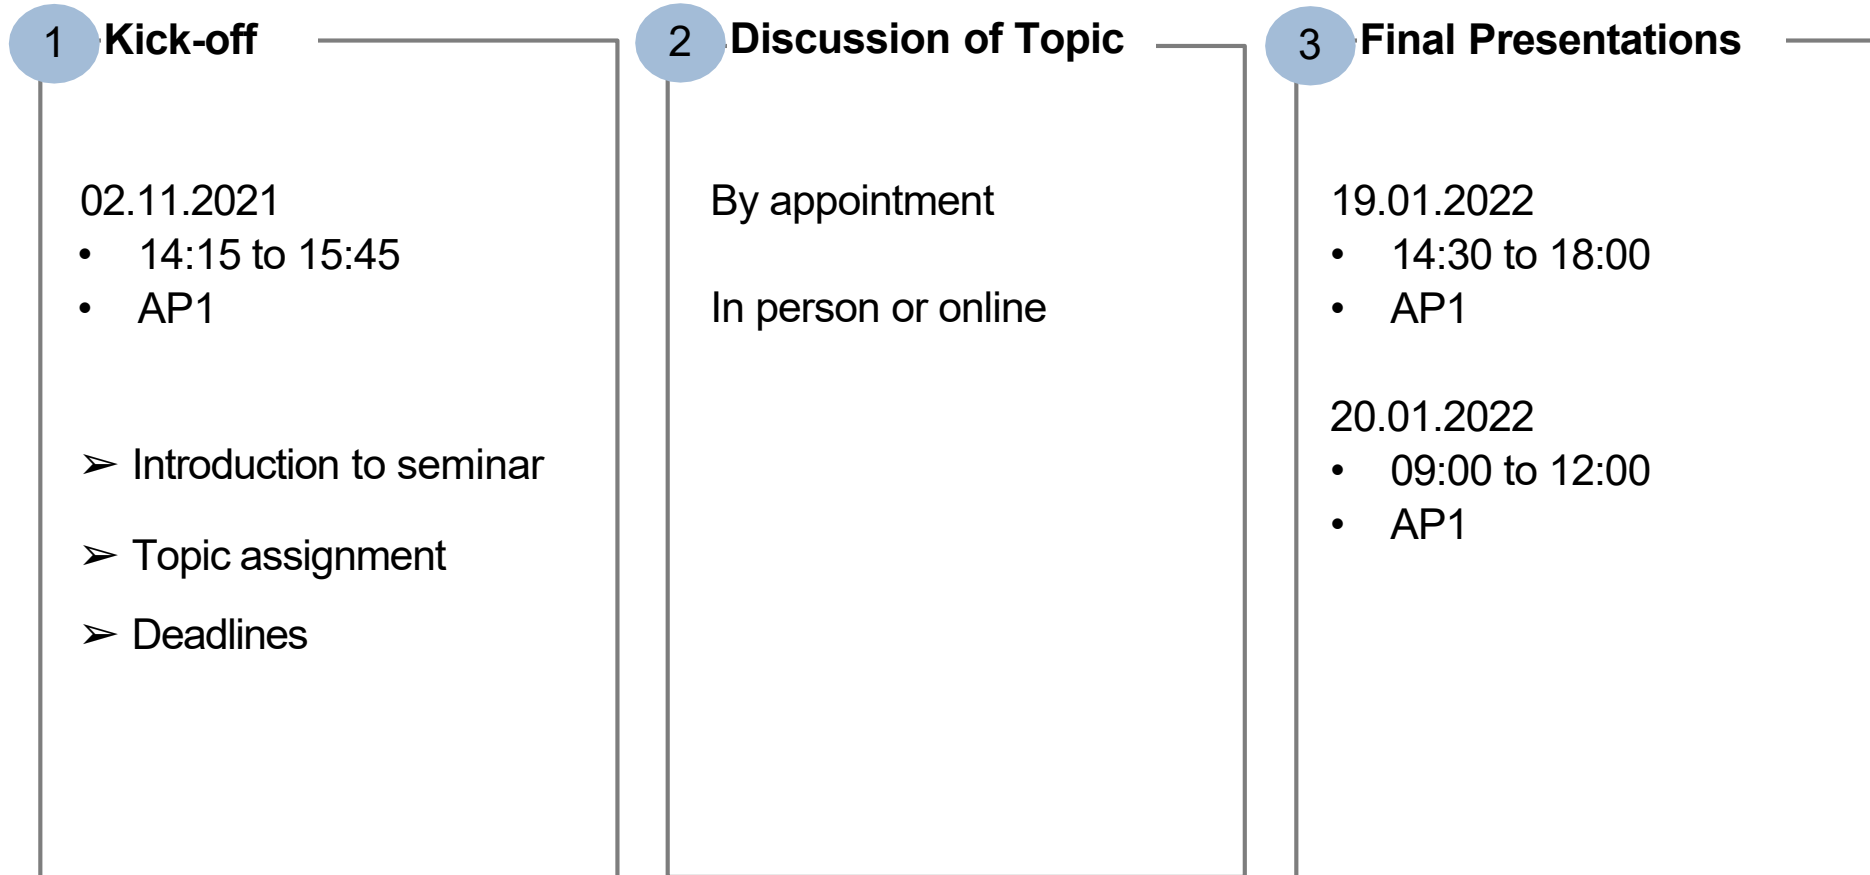 1 Kick-off
02.11.2021
• 14:15 to 15:45
• AP1
➢ Introduction to seminar
➢ Topic assignment
➢ Deadlines
2 Discussion of Topic
By appointment
In person or online
3 Final Presentations
19.01.2022
• 14:30 to 18:00
• AP1
20.01.2022
• 09:00 to 12:00
• AP1